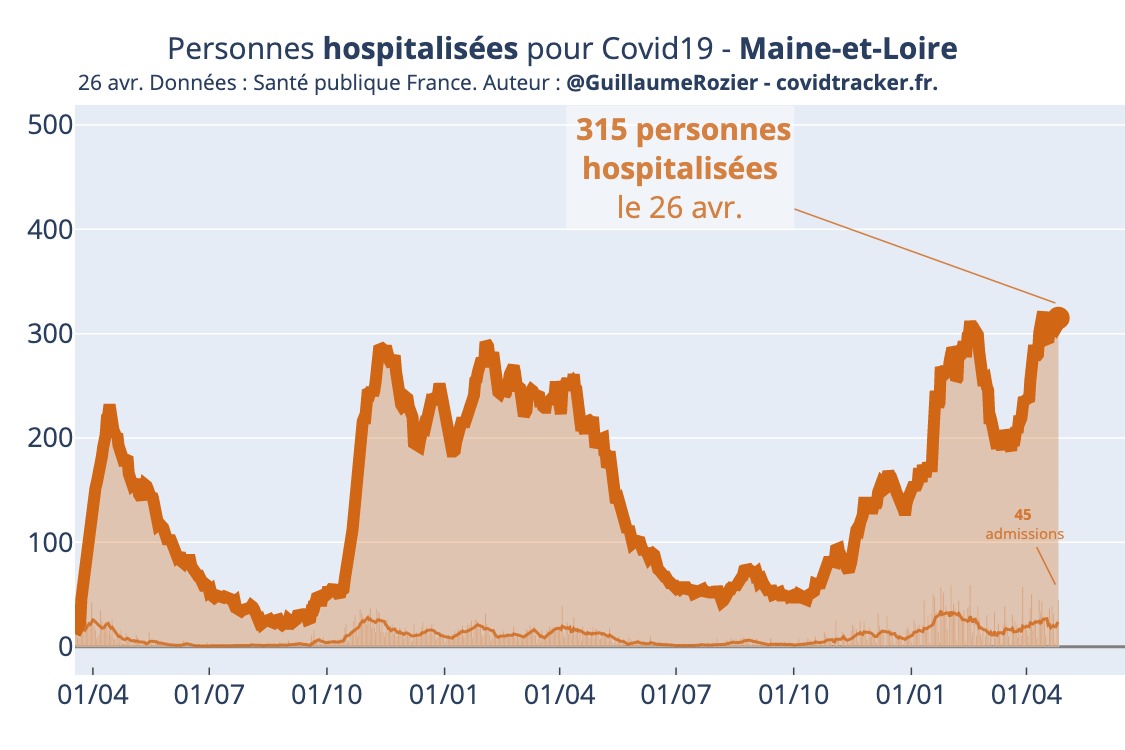 Personnes hospitalisées pour Covid19 - Maine-et-Loire
26 avr. Données : Santé publique France. Auteur : @GuillaumeRozier - covidtracker.fr.
500
315 personnes
hospitalisées
le 26 avr.
400
300
200
45
admissions
100
0
01/04 01/07 01/10 01/01 01/04 01/07 01/10 01/01 01/04